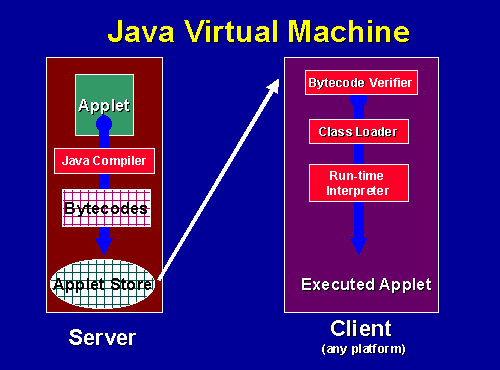 Java Virtual Machine
Applet
Java Compiler
Bytecodes
Applet Store
Server
Bytecode Verifier
Class Loader
Run-time
Interpreter
Executed Applet
Client
(any platform)